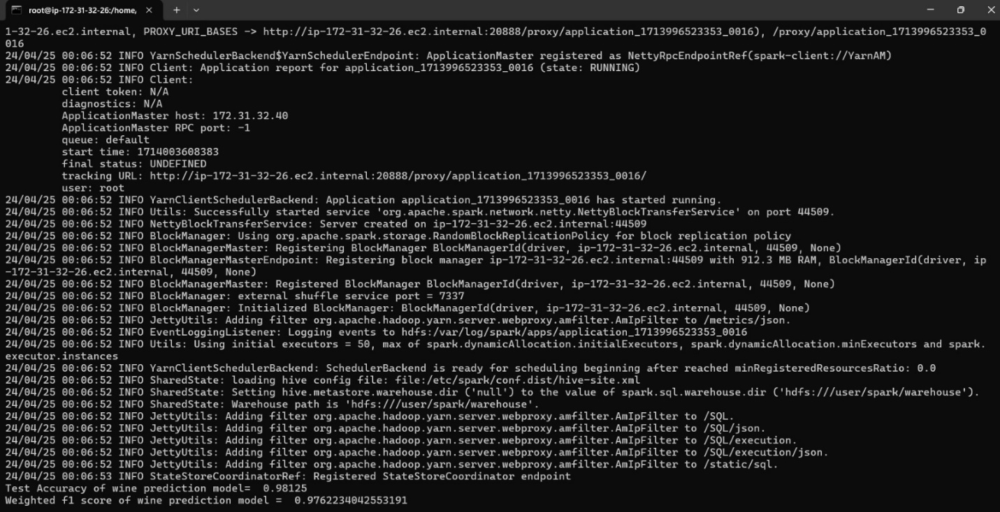 root@ip-172-31-32-26:/home/
1-32-26.ec2.internal, PROXY_URI_BASES -> http://ip-172-31-32-26.ec2.internal:20888/proxy/application_1713996523353_0016), /proxy/application_1713996523353_0
016
24/04/25 00:06:52 INFO YarnSchedulerBackend$YarnSchedulerEndpoint: ApplicationMaster registered as NettyRpcEndpointRef(spark-client://YarnAM)
24/04/25 00:06:52 INFO Client: Application report for application_1713996523353_0016 (state: RUNNING)
24/04/25 00:06:52 INFO Client:
client token: N/A
diagnostics: N/A
ApplicationMaster host: 172.31.32.40
ApplicationMaster RPC port: -1
queue: default
start time: 1714003608383
final status: UNDEFINED
tracking URL: http://ip-172-31-32-26.ec2.internal:20888/proxy/application_1713996523353_0016/
user: root
24/04/25 00:06:52 INFO YarnClientSchedulerBackend: Application application_1713996523353_0016 has started running.
24/04/25 00:06:52 INFO Utils: Successfully started service 'org.apache.spark.network.netty.NettyBlockTransferService' on port 44509.
24/04/25 00:06:52 INFO NettyBlockTransferService: Server created on ip-172-31-32-26.ec2.internal:44509
24/04/25 00:06:52 INFO BlockManager: Using org.apache.spark.storage.RandomBlockReplicationPolicy for block replication policy
24/04/25 00:06:52 INFO BlockManagerMaster: Registering BlockManager BlockManagerId(driver, ip-172-31-32-26.ec2.internal, 44509, None)
24/04/25 00:06:52 INFO BlockManagerMasterEndpoint: Registering block manager ip-172-31-32-26.ec2.internal:44509 with 912.3 MB RAM, BlockManagerId(driver, ip
-172-31-32-26.ec2.internal, 44509, None)
24/04/25 00:06:52 INFO BlockManagerMaster: Registered BlockManager BlockManagerId(driver, ip-172-31-32-26.ec2.internal, 44509, None)
24/04/25 00:06:52 INFO BlockManager: external shuffle service port = 7337
24/04/25 00:06:52 INFO BlockManager: Initialized BlockManager: BlockManagerId(driver, ip-172-31-32-26.ec2.internal, 44509, None)
24/04/25 00:06:52 INFO JettyUtils: Adding filter org.apache.hadoop.yarn.server.webproxy.amfilter.AmIpFilter to /metrics/json.
24/04/25 00:06:52 INFO EventLoggingListener: Logging events to hdfs:/var/log/spark/apps/application_1713996523353_0016
24/04/25 00:06:52 INFO Utils: Using initial executors = 50, max of spark.dynamicAllocation.initialExecutors, spark.dynamicAllocation.minExecutors and spark.
executor.instances
24/04/25 00:06:52 INFO YarnClientSchedulerBackend: SchedulerBackend is ready for scheduling beginning after reached minRegisteredResourcesRatio: 0.0
24/04/25 00:06:52 INFO SharedState: loading hive config file: file:/etc/spark/conf.dist/hive-site.xml
24/04/25 00:06:52 INFO SharedState: Setting hive.metastore.warehouse.dir ('null') to the value of spark.sql.warehouse.dir ('hdfs:///user/spark/warehouse').
24/04/25 00:06:52 INFO SharedState: Warehouse path is 'hdfs:///user/spark/warehouse'.
24/04/25 00:06:52 INFO JettyUtils: Adding filter org.apache.hadoop.yarn.server.webproxy.amfilter.AmIpFilter to /SQL.
24/04/25 00:06:52 INFO JettyUtils: Adding filter org.apache.hadoop.yarn.server.webproxy.amfilter.AmIpFilter to /SQL/json.
24/04/25 00:06:52 INFO JettyUtils: Adding filter org.apache.hadoop.yarn.server.webproxy.amfilter.AmIpFilter to /SQL/execution.
24/04/25 00:06:52 INFO JettyUtils: Adding filter org.apache.hadoop.yarn.server.webproxy.amfilter.AmIpFilter to /SQL/execution/json.
24/04/25 00:06:52 INFO JettyUtils: Adding filter org.apache.hadoop.yarn.server.webproxy.amfilter.AmIpFilter to /static/sql.
24/04/25 00:06:53 INFO StateStoreCoordinatorRef: Registered StateStoreCoordinator endpoint
Test Accuracy of wine prediction model=  0.98125
Weighted f1 score of wine prediction model =  0.9762234042553191